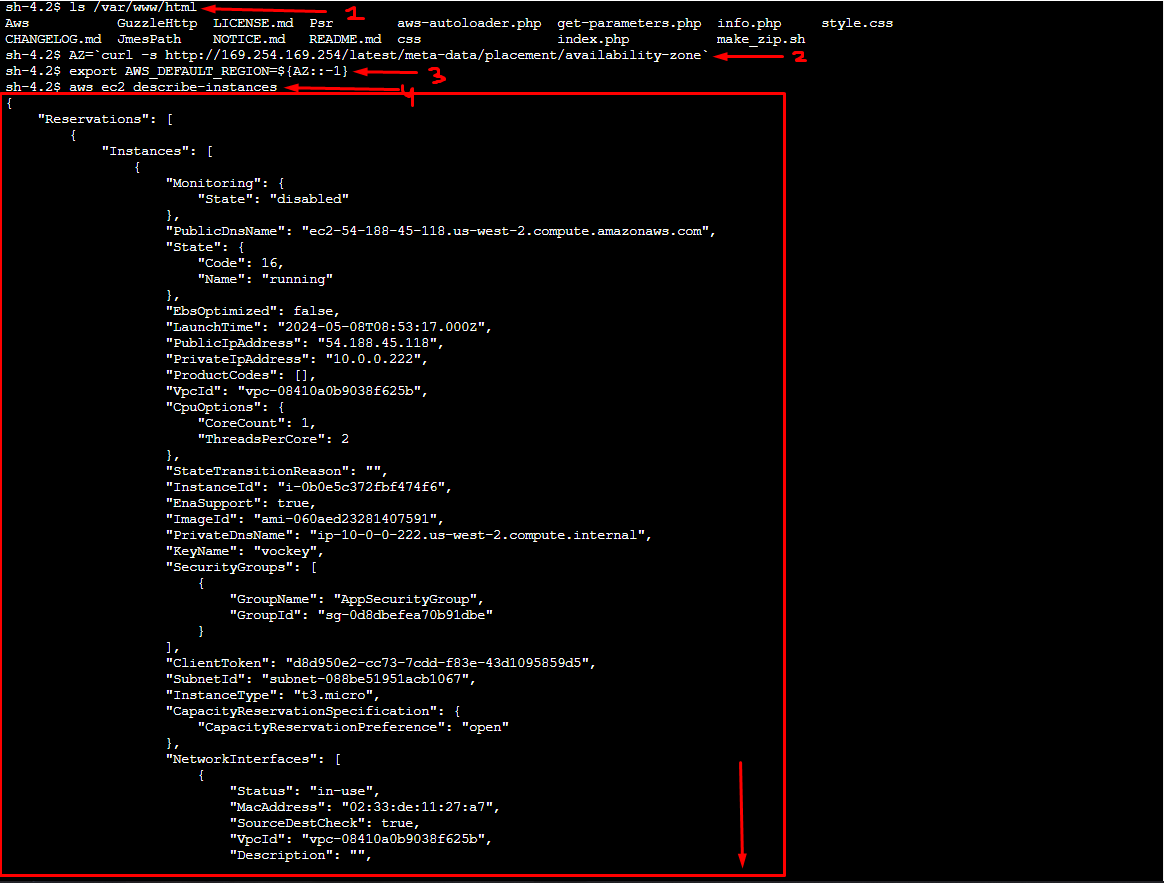 sh-4.2$ ls /var/www/html 1
Aws GuzzleHttp LICENSE.md Psr aws-autoloader.php get-parameters.php info.php style.css
CHANGELOG.md JmesPath NOTICE.md README.md css index.php make_zip.sh
sh-4.2$ AZ=`curl -s http://169.254.169.254/latest/meta-data/placement/availability-zone` 2
sh-4.2$ export AWS_DEFAULT_REGION=${AZ::-1} 3
sh-4.2$ aws ec2 describe-instances 4
{
    "Reservations": [
        {
            "Instances": [
                {
                    "Monitoring": {
                        "State": "disabled"
                    },
                    "PublicDnsName": "ec2-54-188-45-118.us-west-2.compute.amazonaws.com",
                    "State": {
                        "Code": 16,
                        "Name": "running"
                    },
                    "EbsOptimized": false,
                    "LaunchTime": "2024-05-08T08:53:17.000Z",
                    "PublicIpAddress": "54.188.45.118",
                    "PrivateIpAddress": "10.0.0.222",
                    "ProductCodes": [],
                    "VpcId": "vpc-08410a0b9038f625b",
                    "CpuOptions": {
                        "CoreCount": 1,
                        "ThreadsPerCore": 2
                    },
                    "StateTransitionReason": "",
                    "InstanceId": "i-0b0e5c372fbf474f6",
                    "EnaSupport": true,
                    "ImageId": "ami-060aed23281407591",
                    "PrivateDnsName": "ip-10-0-0-222.us-west-2.compute.internal",
                    "KeyName": "vockey",
                    "SecurityGroups": [
                        {
                            "GroupName": "AppSecurityGroup",
                            "GroupId": "sg-0d8dbefea70b91dbe"
                        }
                    ],
                    "ClientToken": "d8d950e2-cc73-7cdd-f83e-43d1095859d5",
                    "SubnetId": "subnet-088be51951acb1067",
                    "InstanceType": "t3.micro",
                    "CapacityReservationSpecification": {
                        "CapacityReservationPreference": "open"
                    },
                    "NetworkInterfaces": [
                        {
                            "Status": "in-use",
                            "MacAddress": "02:33:de:11:27:a7",
                            "SourceDestCheck": true,
                            "VpcId": "vpc-08410a0b9038f625b",
                            "Description": "",